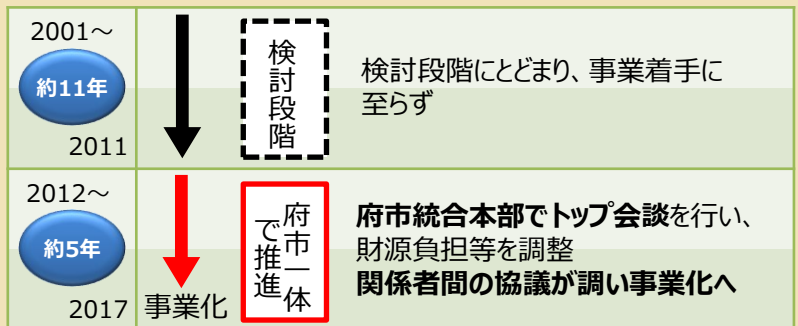 2001～
約11年
2011
検討段階
検討段階にとどまり、事業着手に
至らず
2012～
約5年
2017
事業化
府市一体
で推進
府市統合本部でトップ会談を行い、
財源負担等を調整
関係者間の協議が調い事業化へ